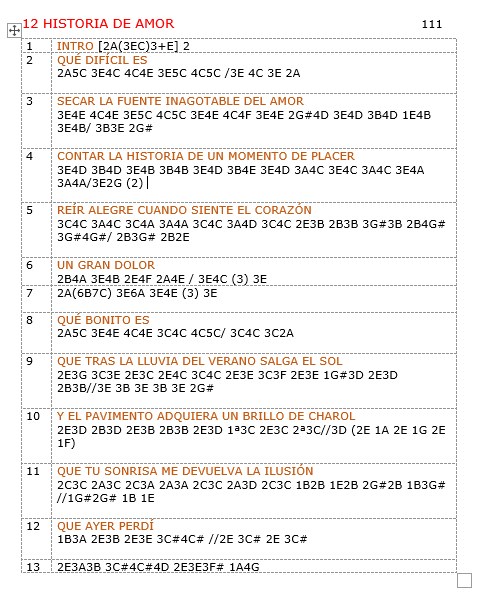 12 HISTORIA DE AMOR 111
1 INTRO [2A(3EC)3+E] 2
2 QUÉ DIFÍCIL ES
2A5C 3E4C 4C4E 3E5C 4C5C /3E 4C 3E 2A
3 SECAR LA FUENTE INAGOTABLE DEL AMOR
3E4E 4C4E 3E5C 4C5C 3E4E 4C4F 3E4E 2G#4D 3E4D 3B4D 1E4B
3E4B/ 3B3E 2G#
4 CONTAR LA HISTORIA DE UN MOMENTO DE PLACER
3E4D 3B4D 3E4B 3B4B 3E4D 3B4E 3E4D 3A4C 3E4C 3A4C 3E4A
3A4A/3E2G (2)
5 REÍR ALEGRE CUANDO SIENTE EL CORAZÓN
3C4C 3A4C 3C4A 3A4A 3C4C 3A4D 3C4C 2E3B 2B3B 3G#3B 2B4G#
3G#4G#/ 2B3G# 2B2E
6 UN GRAN DOLOR
2B4A 3E4B 2E4F 2A4E / 3E4C (3) 3E
7 2A(6B7C) 3E6A 3E4E (3) 3E
8 QUÉ BONITO ES
2A5C 3E4E 4C4E 3C4C 4C5C/ 3C4C 3C2A
9 QUE TRAS LA LLUVIA DEL VERANO SALGA EL SOL
2E3G 3C3E 2E3C 2E4C 3C4C 2E3E 3C3F 2E3E 1G#3D 2E3D
2B3B//3E 3B 3E 3B 3E 2G#
10 Y EL PAVIMENTO ADQUIERA UN BRILLO DE CHAROL
2E3D 2B3D 2E3B 2B3B 2E3D 1ª3C 2E3C 2ª3C//3D (2E 1A 2E 1G 2E
1F)
11 QUE TU SONRISA ME DEVUELVA LA ILUSIÓN
2C3C 2A3C 2C3A 2A3A 2C3C 2A3D 2C3C 1B2B 1E2B 2G#2B 1B3G#
//1G#2G# 1B 1E
12 QUE AYER PERDÍ
1B3A 2E3B 2E3E 3C#4C# //2E 3C# 2E 3C#
13 2E3A3B 3C#4C#4D 2E3E3F# 1A4G